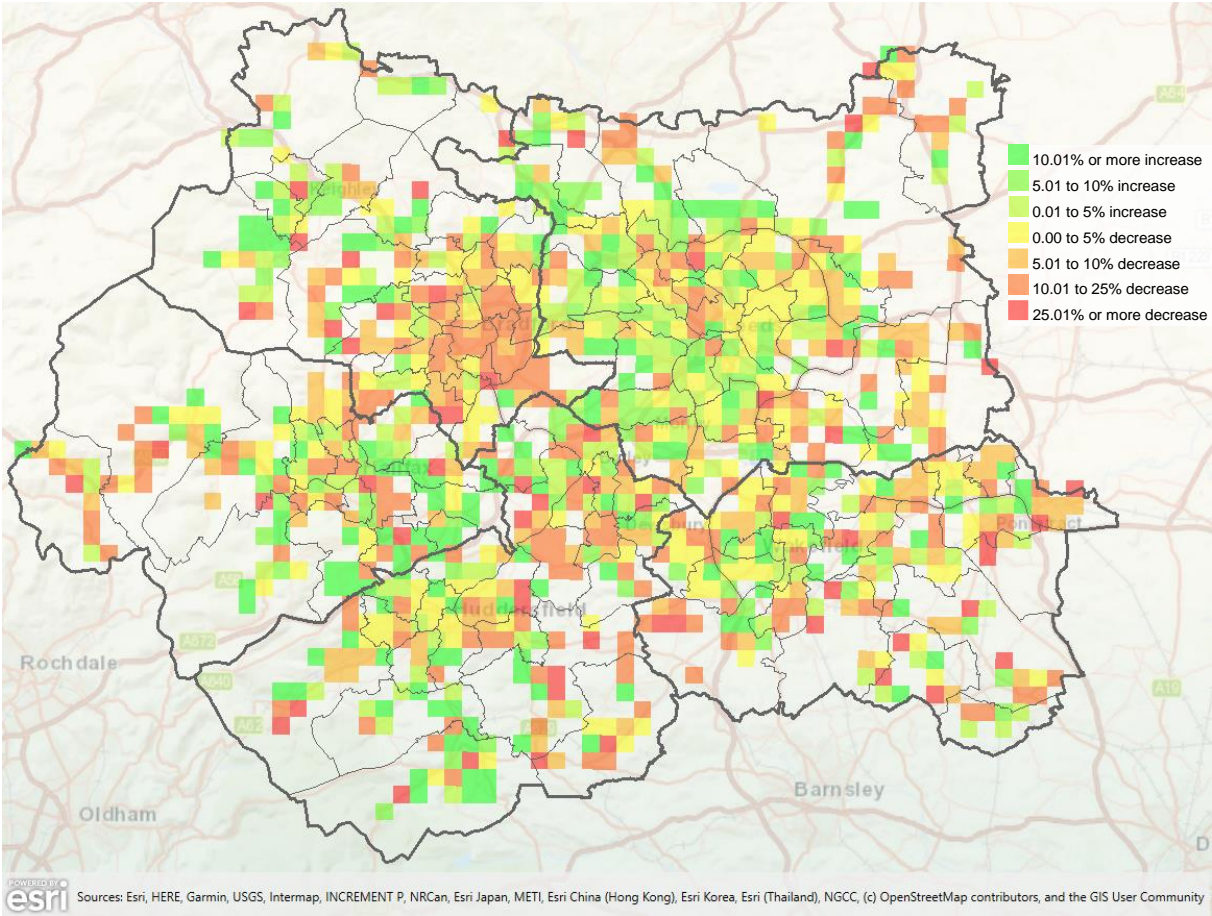 A64
10.01% or more increase
5.01 to 10% increase
Keighley
0.01 to 5% increase
0.00 to 5% decrease
5.01 to 10% decrease
10.01 to 25% decrease
25.01% or more decrease
Pontefract
Wakefield
A58
Huddersfield
A672
Rochdale
A640
A19
A62
Barnsley
Oldham
D
POWERED BY
esri
Sources: Esri, HERE, Garmin, USGS, Intermap, INCREMENT P, NRCan, Esri Japan, METI, Esri China (Hong Kong), Esri Korea, Esri (Thailand), NGCC, (c) OpenStreetMap contributors, and the GIS User Community